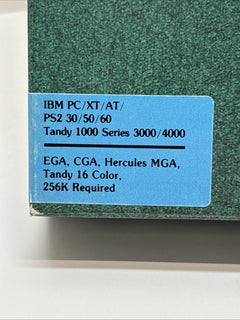 IBM PC/XT/AT/
PS2 30/50/60
Tandy 1000 Series 3000/4000
EGA, CGA, Hercules MGA,
Tandy 16 Color,
256K Required